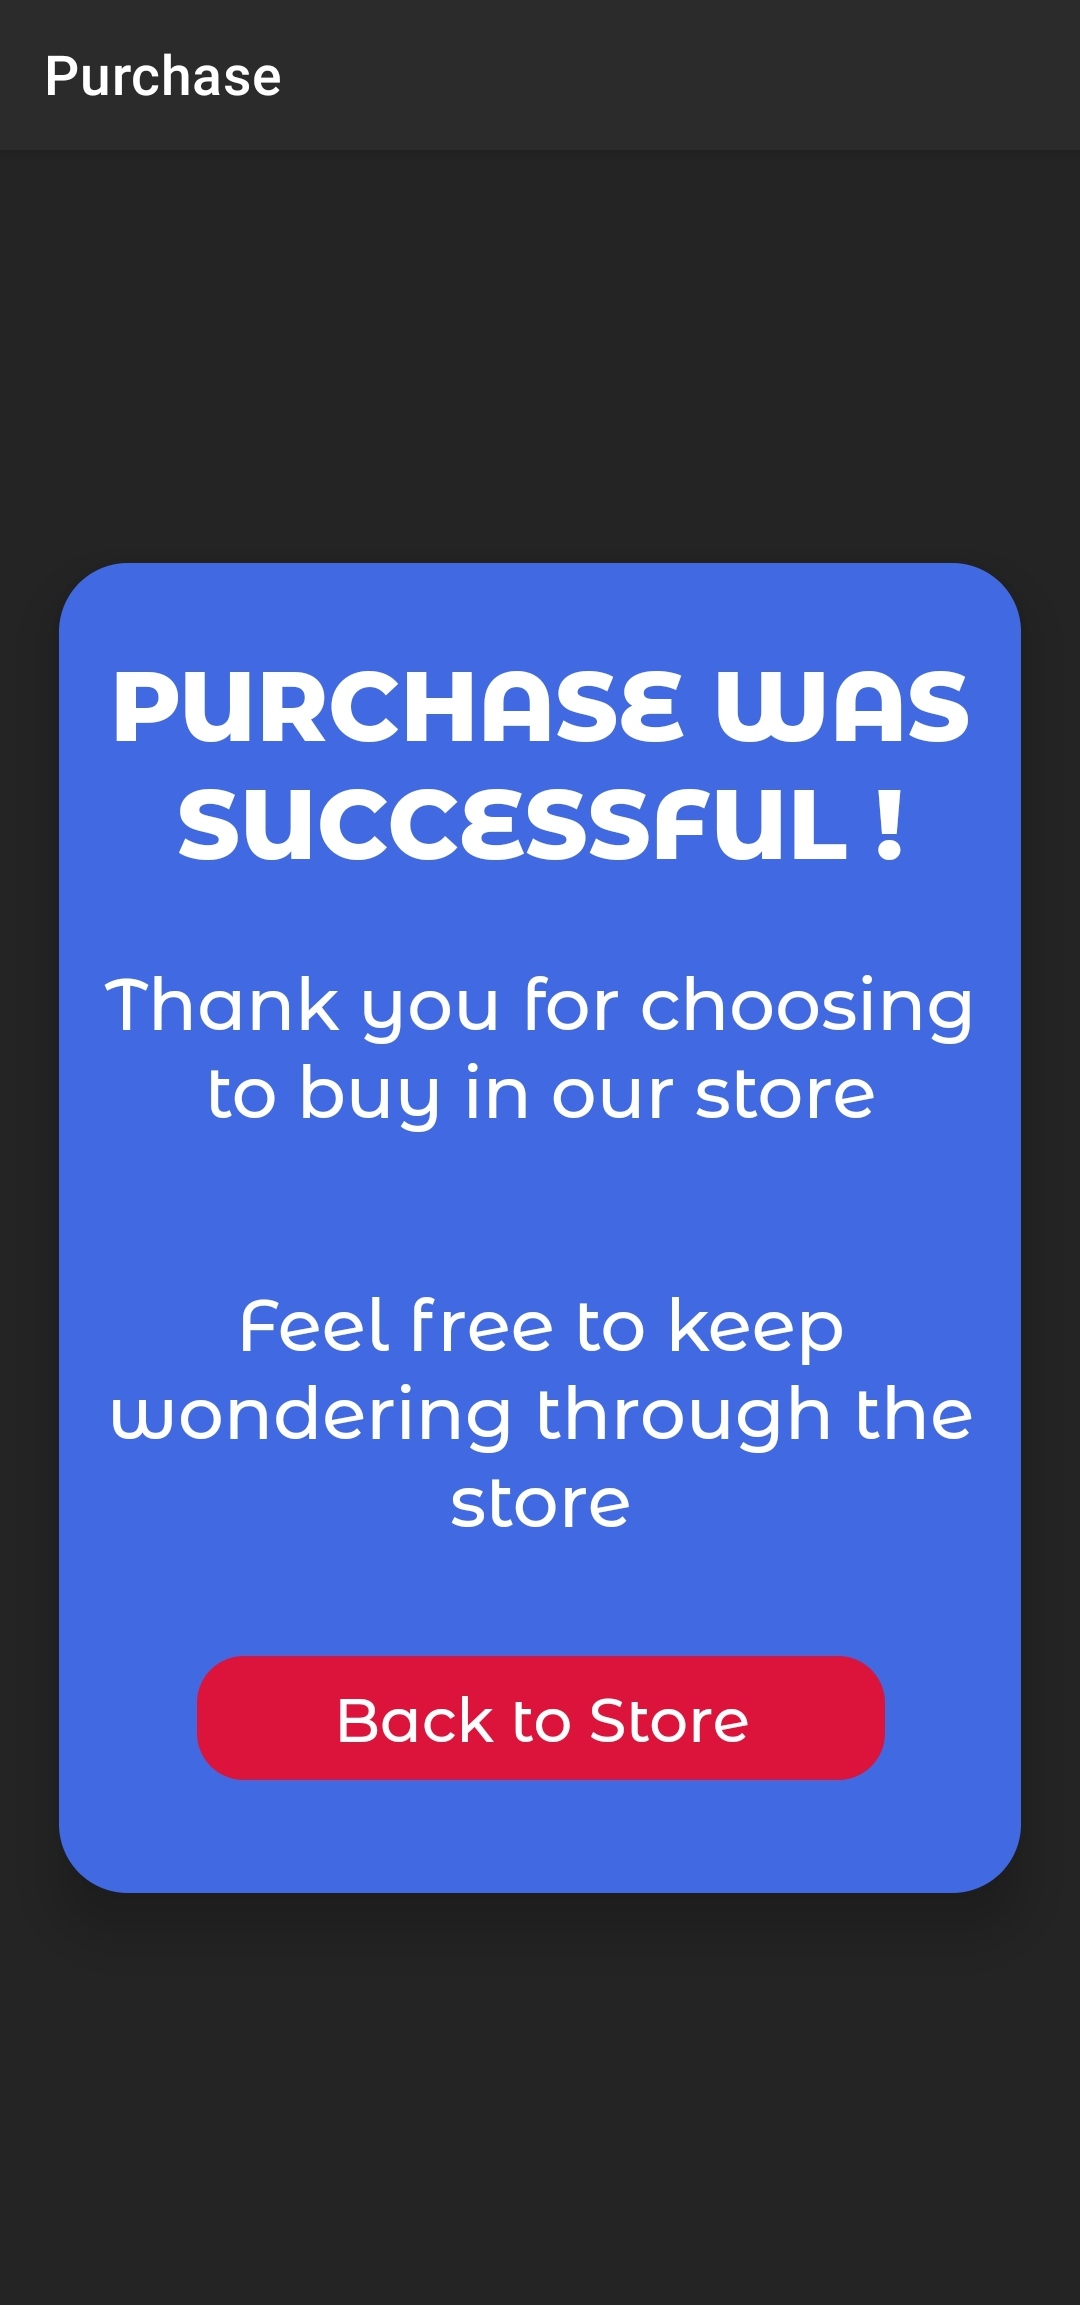 Purchase
PURCHASE WAS
SUCCESSFUL !
Thank you for choosing
to buy in our store
Feel free to keep
wondering through the
store
Back to Store